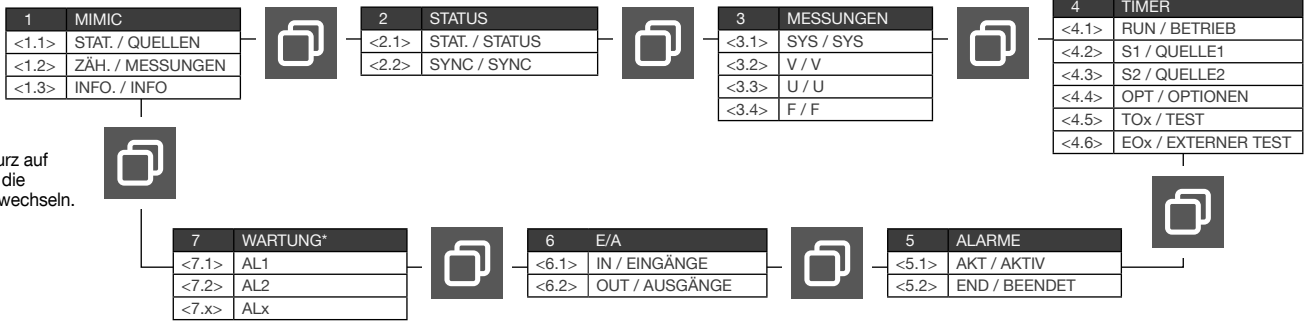 1 MIMIC
<1.1> STAT. / QUELLEN
<1.2> ZÄH. / MESSUNGEN
<1.3> INFO. / INFO
2 STATUS
<2.1> STAT. / STATUS
<2.2> SYNC / SYNC
3 MESSUNGEN
<3.1> SYS / SYS
<3.2> V / V
<3.3> U / U
<3.4> F / F
4 TIMER
<4.1> RUN / BETRIEB
<4.2> S1 / QUELLE1
<4.3> S2 / QUELLE2
<4.4> OPT / OPTIONEN
<4.5> TOx / TEST
<4.6> EOx / EXTERNER TEST
urz auf
die
wechseln.
7 WARTUNG*
<7.1> AL1
<7.2> AL2
<7.x> ALx
6 E/A
<6.1> IN / EINGÄNGE
<6.2> OUT / AUSGÄNGE
5 ALARME
<5.1> AKT / AKTIV
<5.2> END / BEENDET